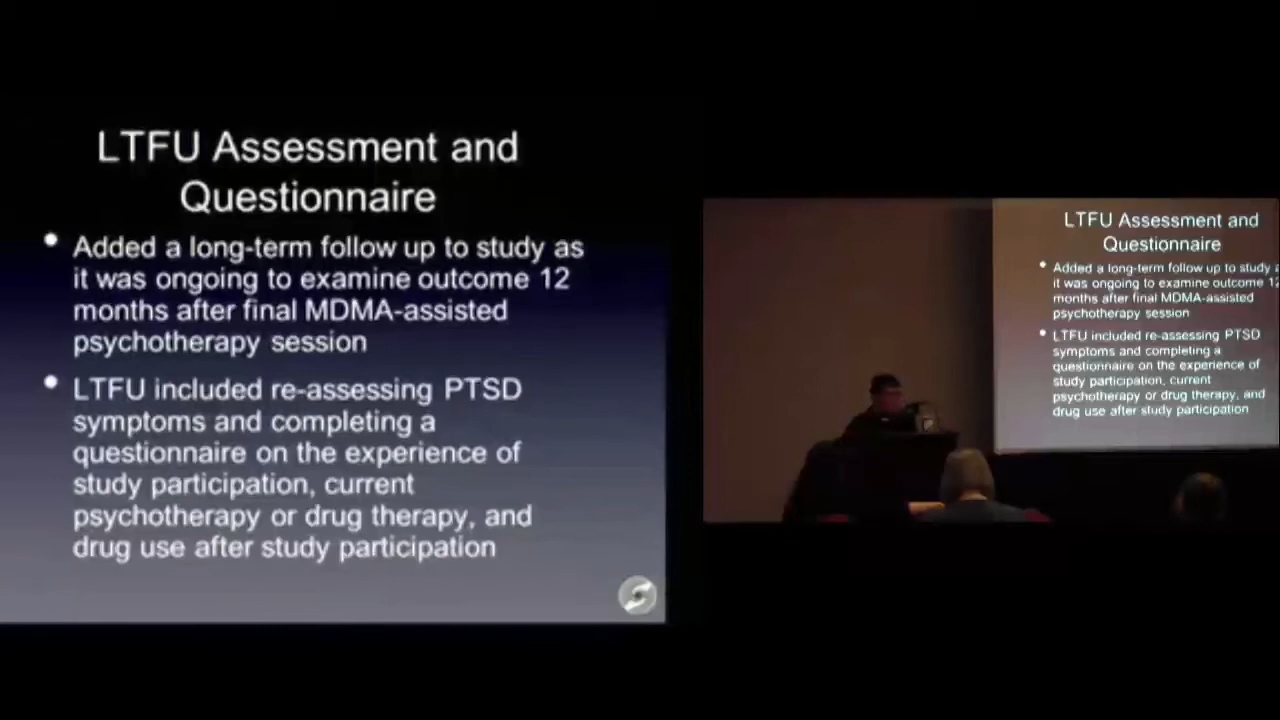 LTFU Assessment and
Questionnaire
• Added a long-term follow up to study as
it was ongoing to examine outcome 12
months after final MDMA-assisted
psychotherapy session
• LTFU included re-assessing PTSD
symptoms and completing a
questionnaire on the experience of
study participation, current
psychotherapy or drug therapy, and
drug use after study participation
LTFU Assessment and
Questionnaire
• Added a long-term follow up to study
it was ongoing to examine outcome 12
months after final MDMA-assisted
psychotherapy session
• LTFU included re-assessing PTSD
symptoms and completing a
questionnaire on the experience of
study participation, current
psychotherapy or drug therapy, and
drug use after study participation